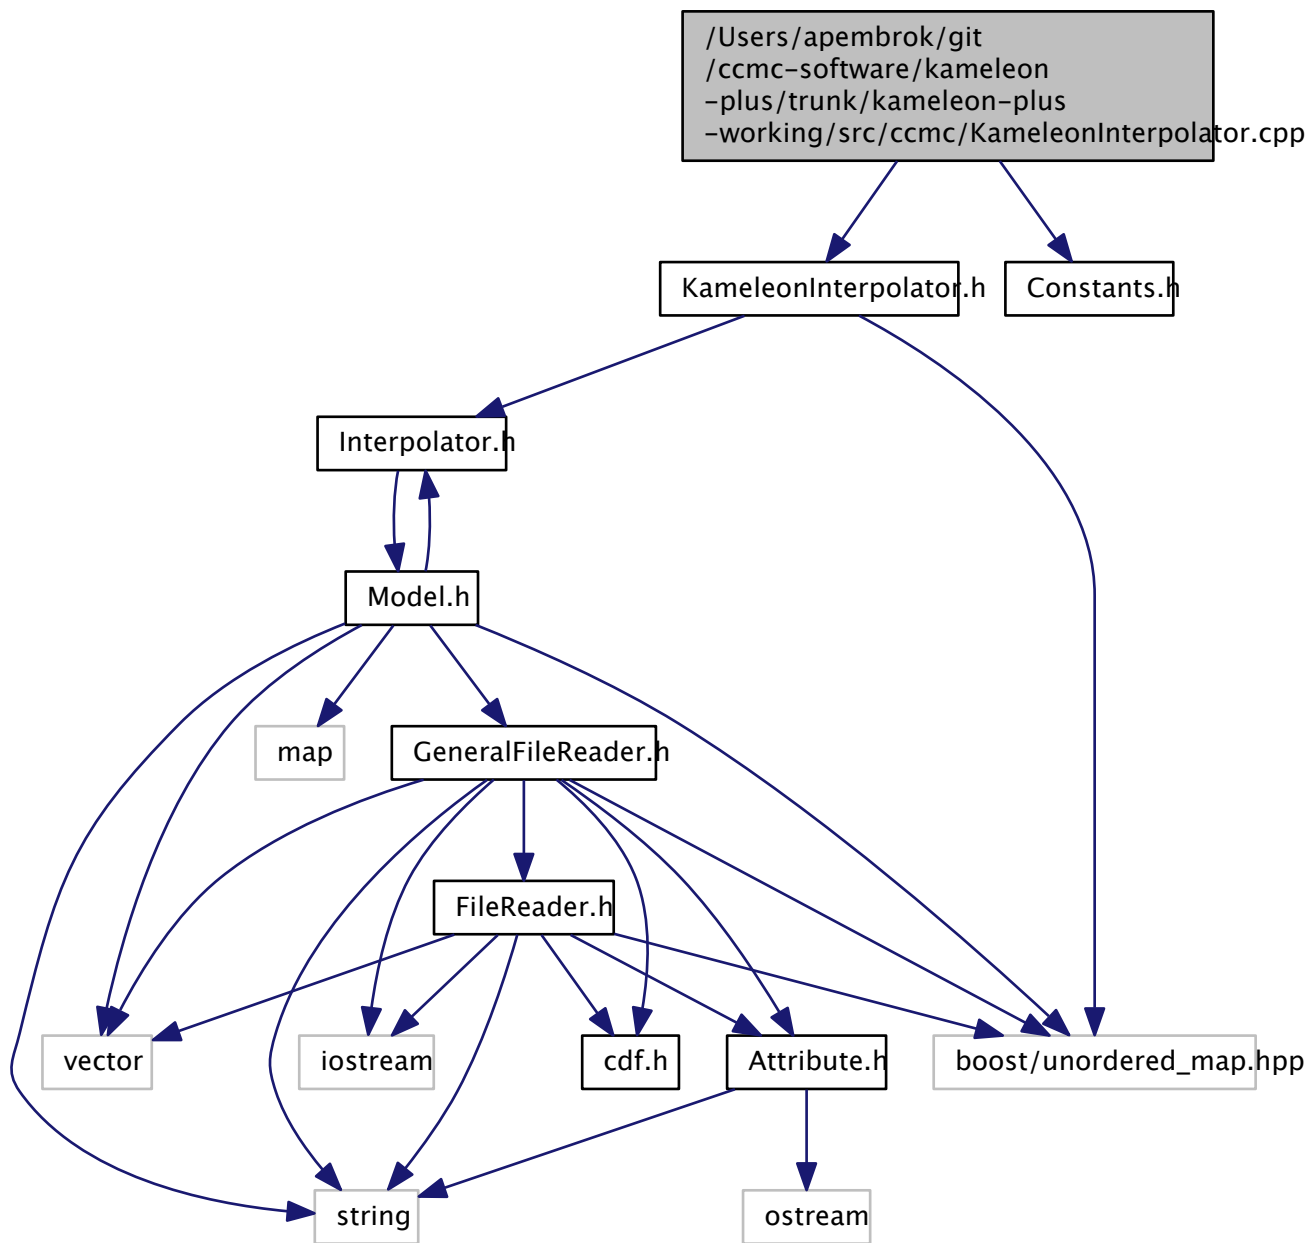 /Users/apembrok/git
/ccmc-software/kameleon
-plus/trunk/kameleon-plus
-working/src/ccmc/KameleonInterpolator.cpp
KameleonInterpolator.h
Constants.h
Interpolator.h
Model.h
map
GeneralFileReader.h
FileReader.h
vector
iostream
cdf.h
Attribute.h
boost/unordered_map.hpp
string
ostream